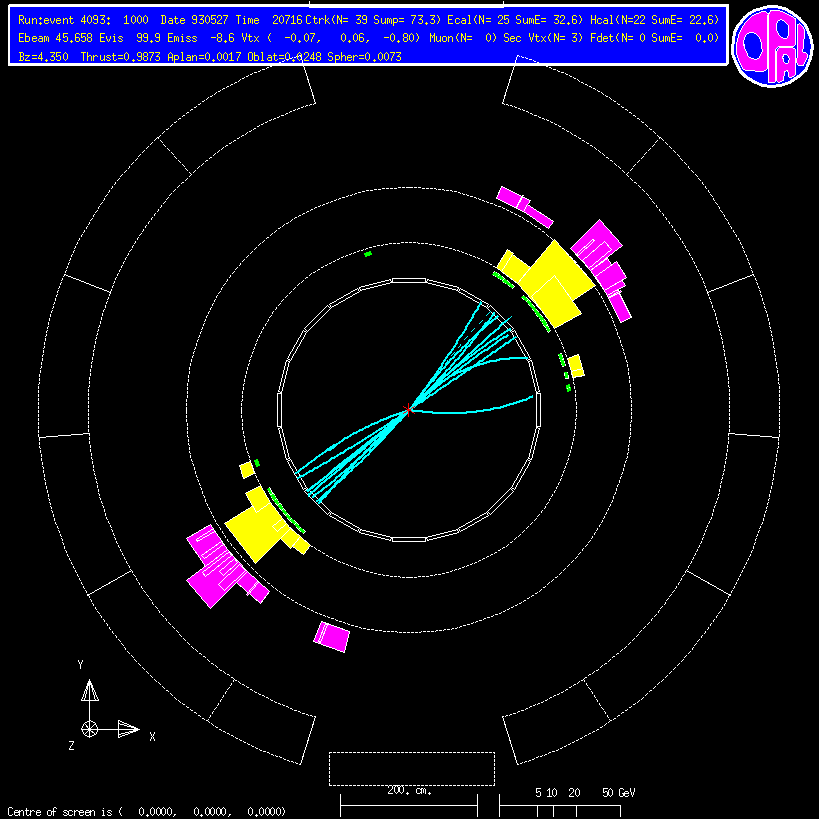 Run:event 4093: 1000 Date 930527 Time 20716 Ctrk(N= 39 Sump= 73.3) Ecal(N= 25 SumE= 32.6) Hcal(N=22 SumE= 22.6)
Ebeam 45.658 Evis 99.9 Emiss -8.6 Vtx ( -0.07, 0.06, -0.80) Muon(N= 0) Sec Vtx(N= 3) Fdet(N= 0 SumE= 0.0)
Bz=4.350 Thrust=0.9873 Aplan=0.0017 Oblat=0.0248 Spher=0.0073
OPAL
Y
X
Z
200. cm.
5 10 20 50 GeV
Centre of screen is ( 0.0000, 0.0000, 0.0000)